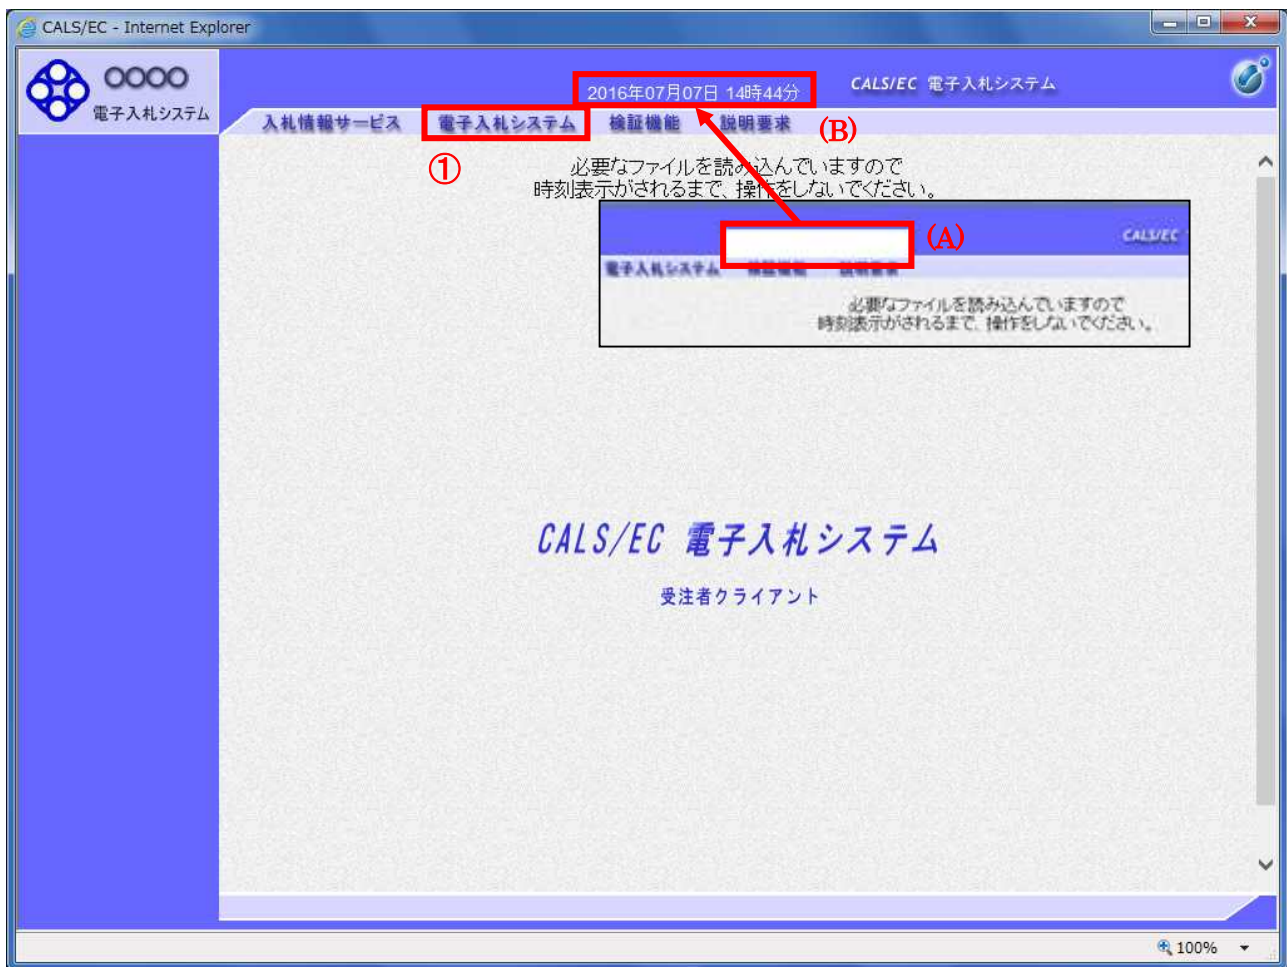 CALS/EC - Internet Explorer
○○○○
電子入札システム
2016年07月07日 14時44分
CALS/EC 電子入札システム
入札情報サービス 電子入札システム 検証機能 説明要求
(B)
①
必要なファイルを読み込んでいますので
時刻表示がされるまで、操作をしないでください。
(A)
CALS/EC
電子入札システム 検証機能 説明要求
必要なファイルを読み込んでいますので
時刻表示がされるまで、操作をしないでください。
CALS/EC 電子入札システム
受注者クライアント
100%